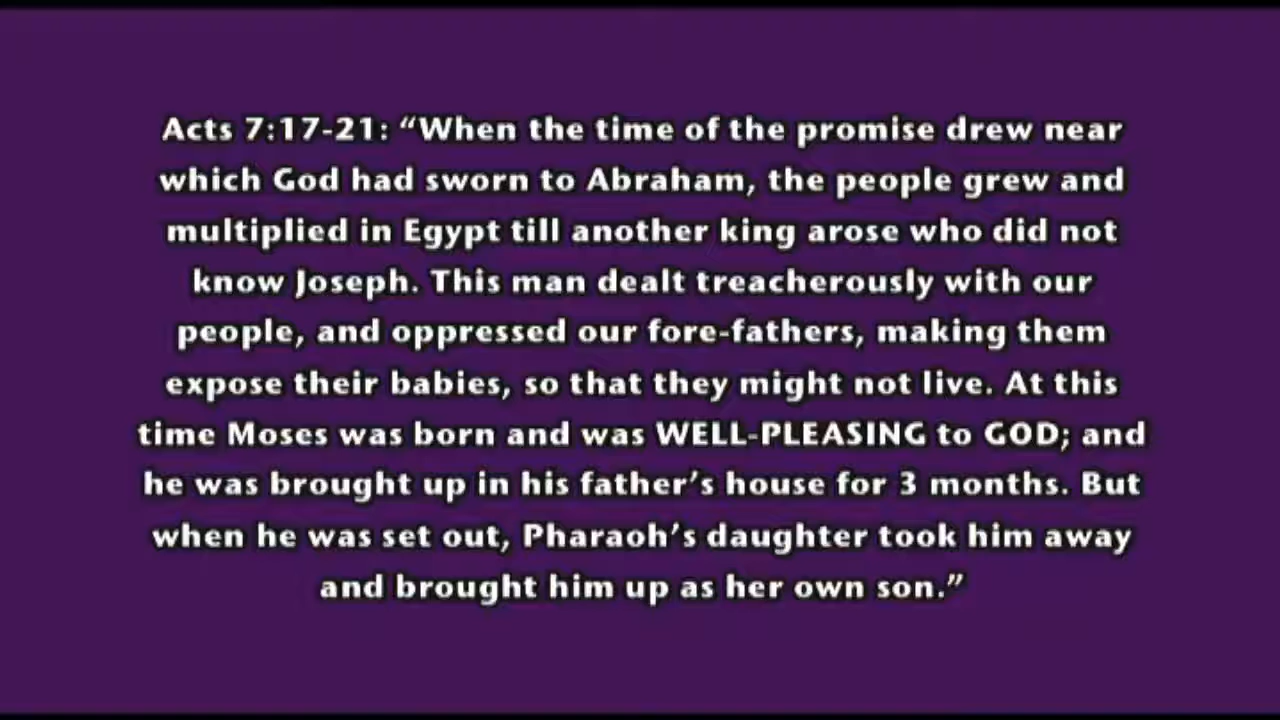 Acts 7:17-21: “When the time of the promise drew near
which God had sworn to Abraham, the people grew and
multiplied in Egypt till another king arose who did not
know Joseph. This man dealt treacherously with our
people, and oppressed our fore-fathers, making them
expose their babies, so that they might not live. At this
time Moses was born and was WELL-PLEASING to GOD; and
he was brought up in his father’s house for 3 months. But
when he was set out, Pharaoh’s daughter took him away
and brought him up as her own son.”